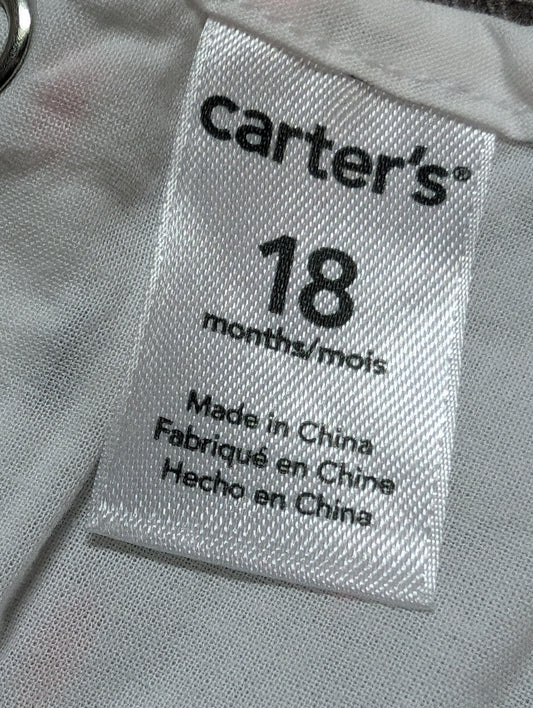 carter's®
18
months/mois
Made in China
Fabriqué en Chine
Hecho en China